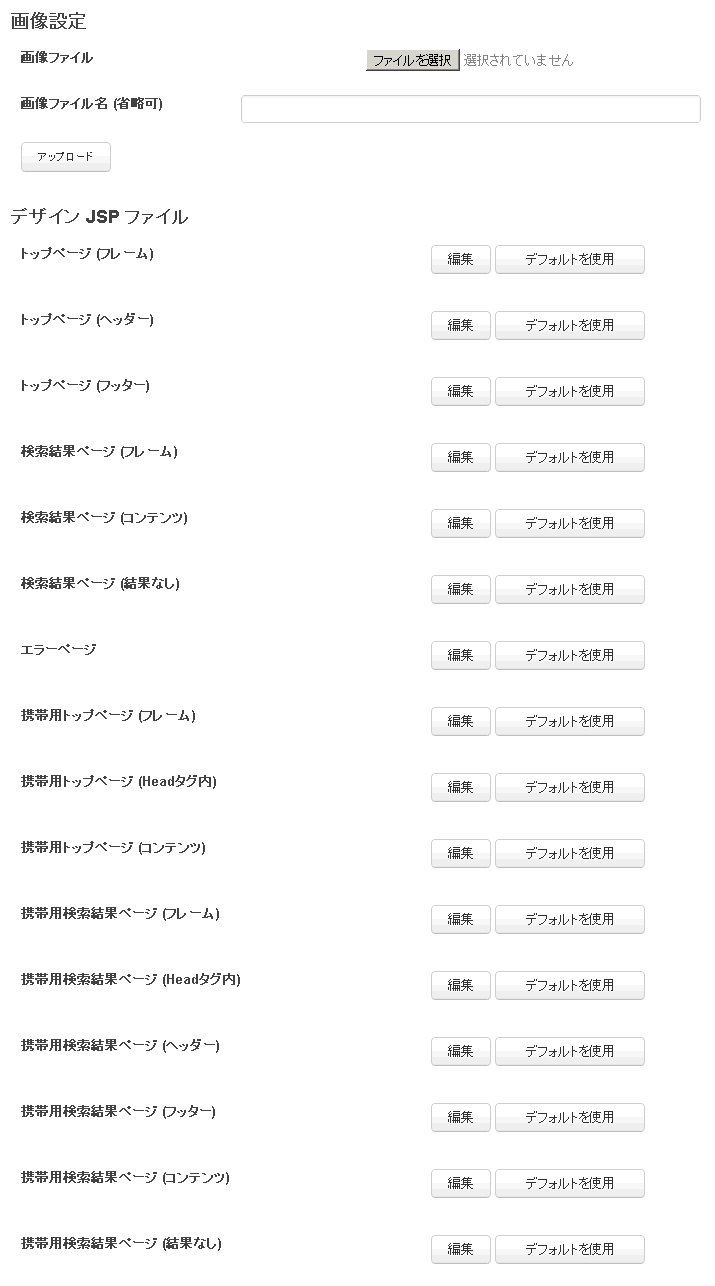 画像設定
画像ファイル ファイルを選択 選択されていません
画像ファイル名 (省略可)
アップロード
デザイン JSP ファイル
トップページ (フレーム) 編集 デフォルトを使用
トップページ (ヘッダー) 編集 デフォルトを使用
トップページ (フッター) 編集 デフォルトを使用
検索結果ページ (フレーム) 編集 デフォルトを使用
検索結果ページ (コンテンツ) 編集 デフォルトを使用
検索結果ページ (結果なし) 編集 デフォルトを使用
エラーページ 編集 デフォルトを使用
携帯用トップページ (フレーム) 編集 デフォルトを使用
携帯用トップページ (Headタグ内) 編集 デフォルトを使用
携帯用トップページ (コンテンツ) 編集 デフォルトを使用
携帯用検索結果ページ (フレーム) 編集 デフォルトを使用
携帯用検索結果ページ (Headタグ内) 編集 デフォルトを使用
携帯用検索結果ページ (ヘッダー) 編集 デフォルトを使用
携帯用検索結果ページ (フッター) 編集 デフォルトを使用
携帯用検索結果ページ (コンテンツ) 編集 デフォルトを使用
携帯用検索結果ページ (結果なし) 編集 デフォルトを使用